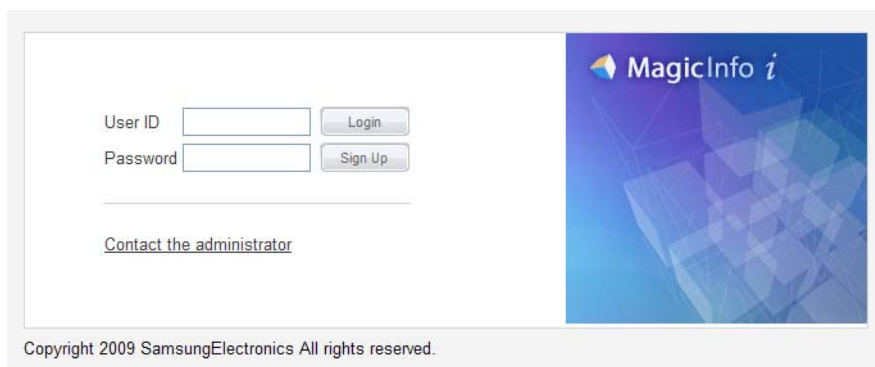 MagicInfo i
User ID
Login
Password
Sign Up
Contact the administrator
Copyright 2009 SamsungElectronics All rights reserved.